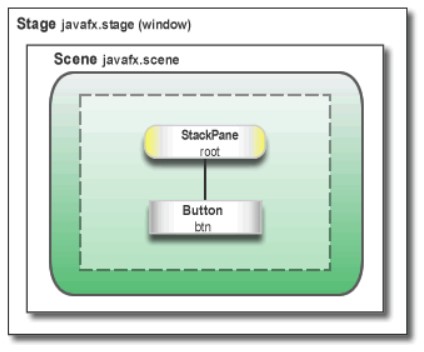 Stage javafx.stage (window)
Scene javafx.scene
StackPane
root
Button
btn